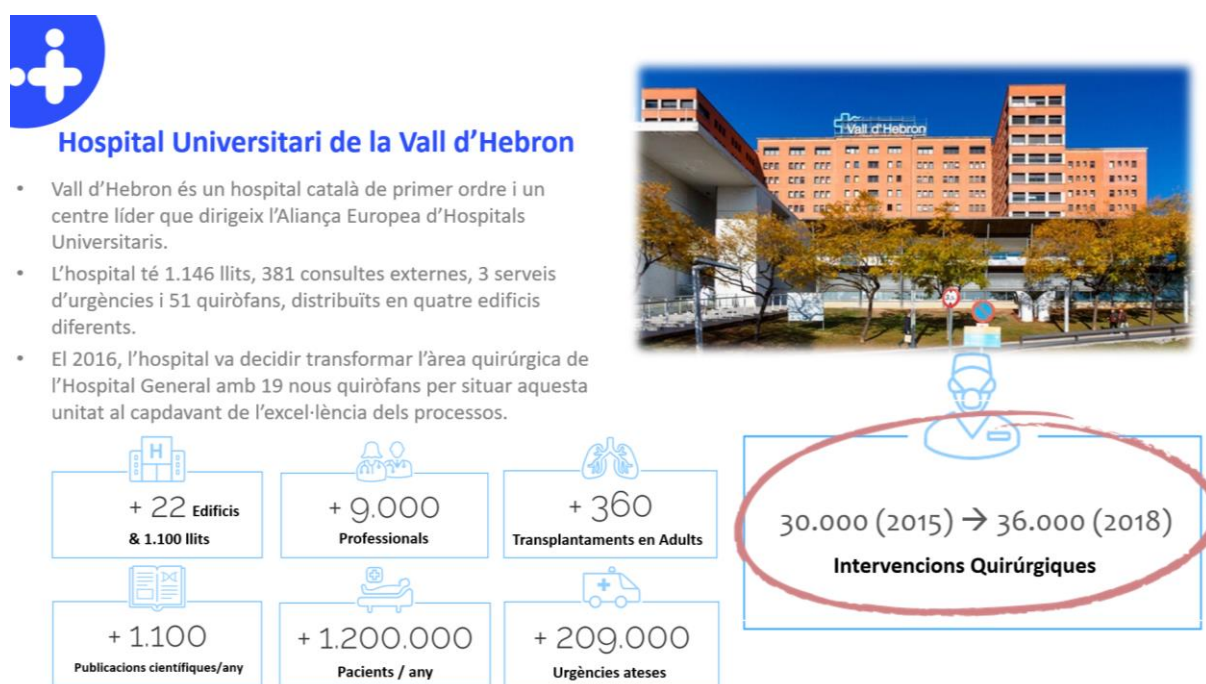 Hospital Universitari de la Vall d’Hebron
• Vall d’Hebron és un hospital català de primer ordre i un
centre líder que dirigeix l’Aliança Europea d’Hospitals
Universitaris.
• L’hospital té 1.146 llits, 381 consultes externes, 3 serveis
d’urgències i 51 quiròfans, distribuïts en quatre edificis
diferents.
• El 2016, l’hospital va decidir transformar l’àrea quirúrgica de
l’Hospital General amb 19 nous quiròfans per situar aquesta
unitat al capdavant de l’excel·lència dels processos.
Vall d’Hebron
H
+ 22 Edificis
& 1.100 llits
+ 9.000
Professionals
+ 360
Transplantaments en Adults
+ 1.100
Publicacions científiques/any
+ 1.200.000
Pacients / any
+ 209.000
Urgències ateses
30.000 (2015) → 36.000 (2018)
Intervencions Quirúrgiques